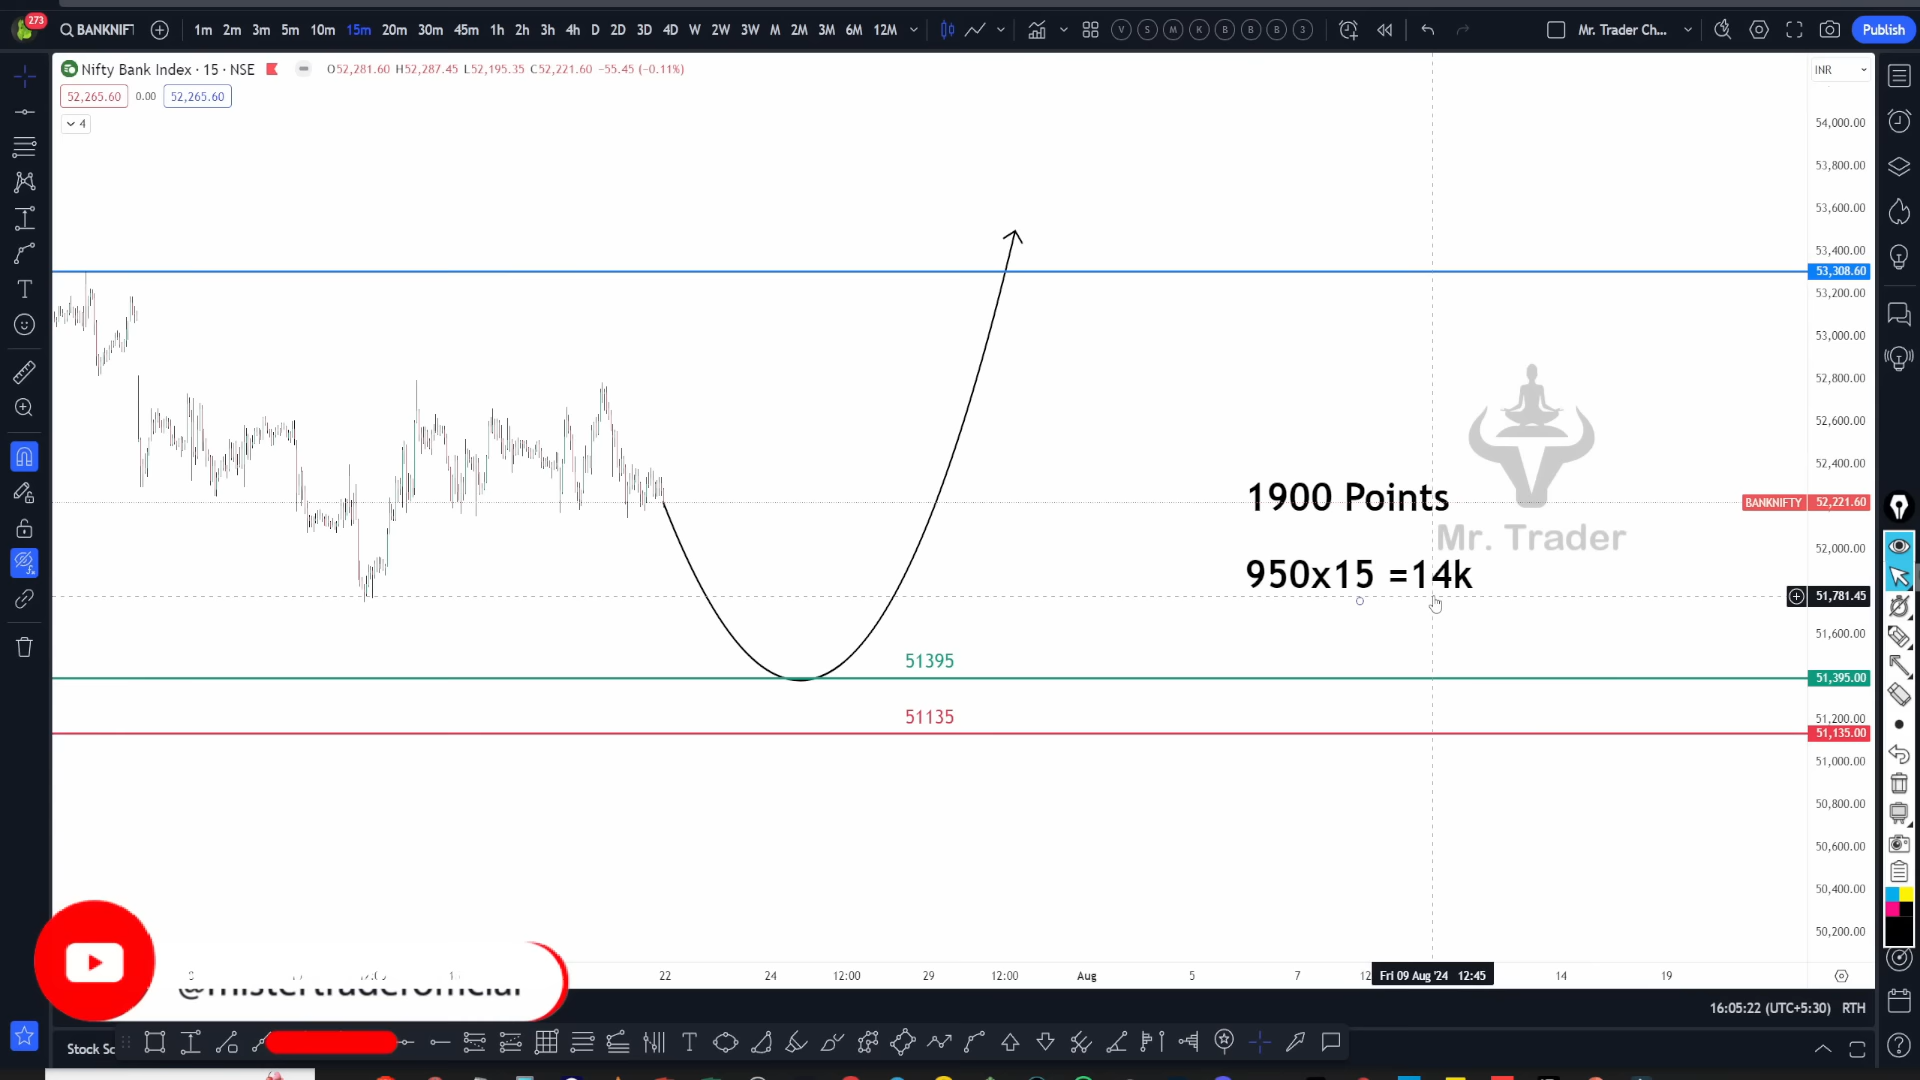 273
BANKNIFT
1m 2m 3m 5m 10m 15m 20m 30m 45m 1h 2h 3h 4h D 2D 3D 4D W 2W 3W M 2M 3M 6M 12M
V S M K B B B 3
Mr. Trader Ch...
Publish
Nifty Bank Index · 15 · NSE
O52,281.60 H52,287.45 L52,195.35 C52,221.60 −55.45 (−0.11%)
INR
52,265.60 0.00 52,265.60
4
54,000.00
53,800.00
53,600.00
53,400.00
53,308.60
53,200.00
53,000.00
52,800.00
52,600.00
52,400.00
1900 Points
BANKNIFTY 52,221.60
Mr. Trader
52,000.00
950x15 =14k
51,781.45
51,600.00
51395
51,395.00
51135
51,200.00
51,135.00
51,000.00
50,800.00
50,600.00
50,400.00
50,200.00
22 24 12:00 29 12:00 Aug 5 7 12 Fri 09 Aug '24 12:45 14 19
16:05:22 (UTC+5:30) RTH
Stock Sc